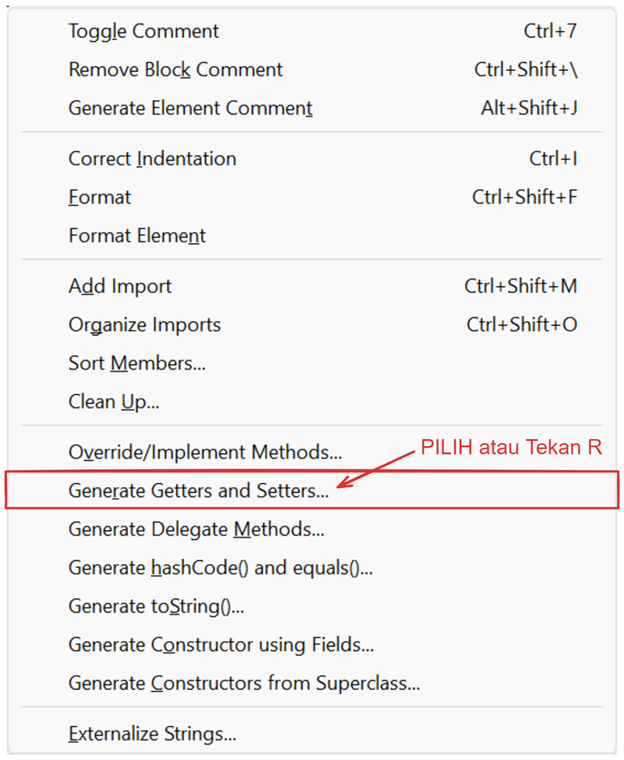 Toggle Comment Ctrl+7
Remove Block Comment Ctrl+Shift+\
Generate Element Comment Alt+Shift+J
Correct Indentation Ctrl+I
Format Ctrl+Shift+F
Format Element
Add Import Ctrl+Shift+M
Organize Imports Ctrl+Shift+O
Sort Members...
Clean Up...
Override/Implement Methods...
PILIH atau Tekan R
Generate Getters and Setters...
Generate Delegate Methods...
Generate hashCode() and equals()...
Generate toString()...
Generate Constructor using Fields...
Generate Constructors from Superclass...
Externalize Strings...